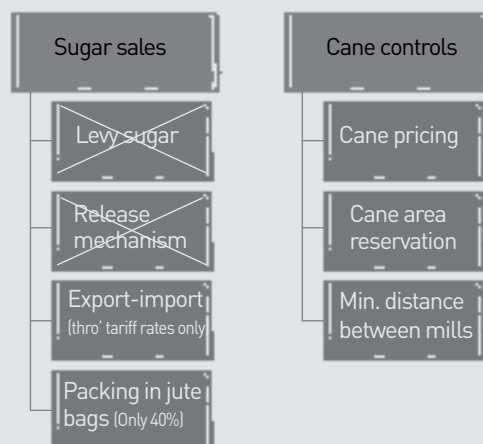 Sugar sales
Levy sugar
Release
mechanism
Export-import
(thro' tariff rates only)
Packing in jute
bags (Only 40%)
Cane controls
Cane pricing
Cane area
reservation
Min. distance
between mills